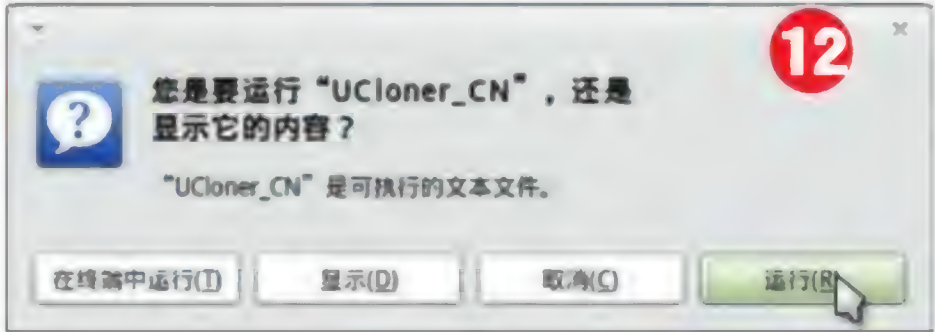 12
您是要运行“UCloner_CN”，还是
显示它的内容？
“UCloner_CN”是可执行的文本文件。
在终端中运行(T) 显示(D) 取消(C) 运行(R)